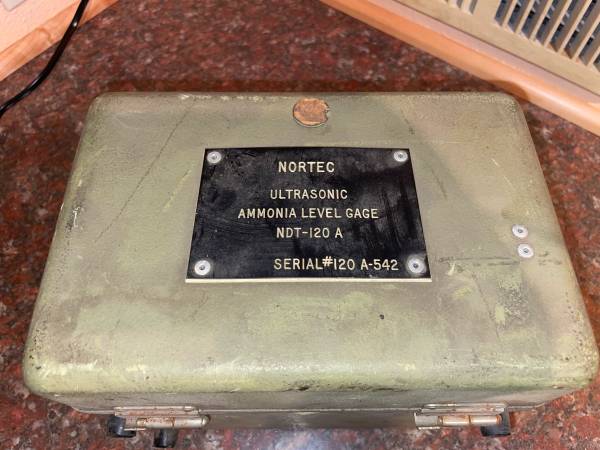 NORTEC
ULTRASONIC
AMMONIA LEVEL GAGE
NDT-120 A
SERIAL#120 A-542